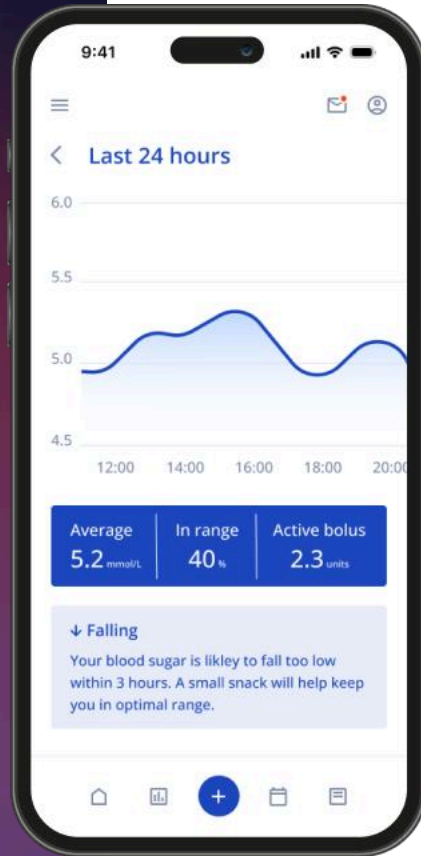 9:41
Last 24 hours
6.0
5.5
5.0
4.5
12:00 14:00 16:00 18:00 20:00
Average In range Active bolus
5.2 mmol/L 40 % 2.3 units
↓ Falling
Your blood sugar is likley to fall too low
within 3 hours. A small snack will help keep
you in optimal range.